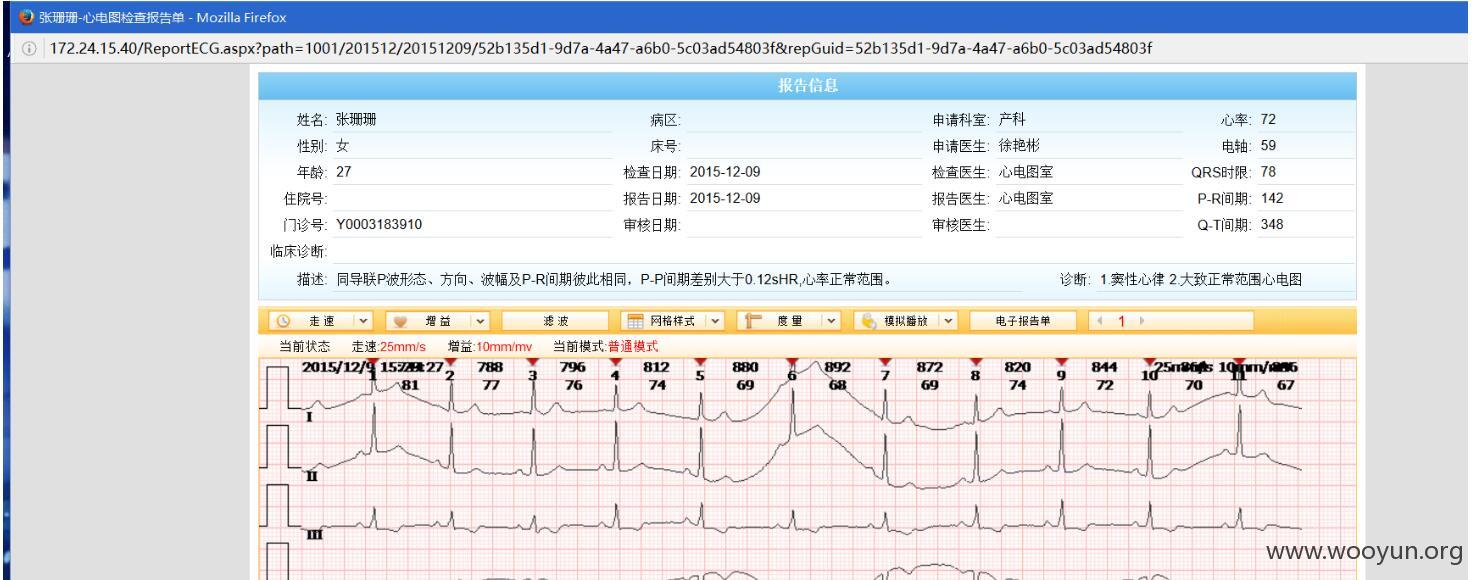 张珊珊-心电图检查报告单 - Mozilla Firefox
172.24.15.40/ReportECG.aspx?path=1001/201512/20151209/52b135d1-9d7a-4a47-a6b0-5c03ad54803f&repGuid=52b135d1-9d7a-4a47-a6b0-5c03ad54803f
报告信息
姓名: 张珊珊 病区: 申请科室: 产科 心率: 72
性别: 女 床号: 申请医生: 徐艳彬 电轴: 59
年龄: 27 检查日期: 2015-12-09 检查医生: 心电图室 QRS时限: 78
住院号: 报告日期: 2015-12-09 报告医生: 心电图室 P-R间期: 142
门诊号: Y0003183910 审核日期: 审核医生: Q-T间期: 348
临床诊断:
描述: 同导联P波形态、方向、波幅及P-R间期彼此相同，P-P间期差别大于0.12sHR,心率正常范围。 诊断: 1.窦性心律 2.大致正常范围心电图
走速 增益 滤波 网格样式 度量 模拟播放 电子报告单 1
当前状态 走速:25mm/s 增益:10mm/mv 当前模式:普通模式
2015/12/9 788 796 812 880 892 872 820 844
1 2 3 4 5 6 7 8 9 10 11
81 77 76 74 69 68 69 74 72 70 67
I
II
III
www.wooyun.org